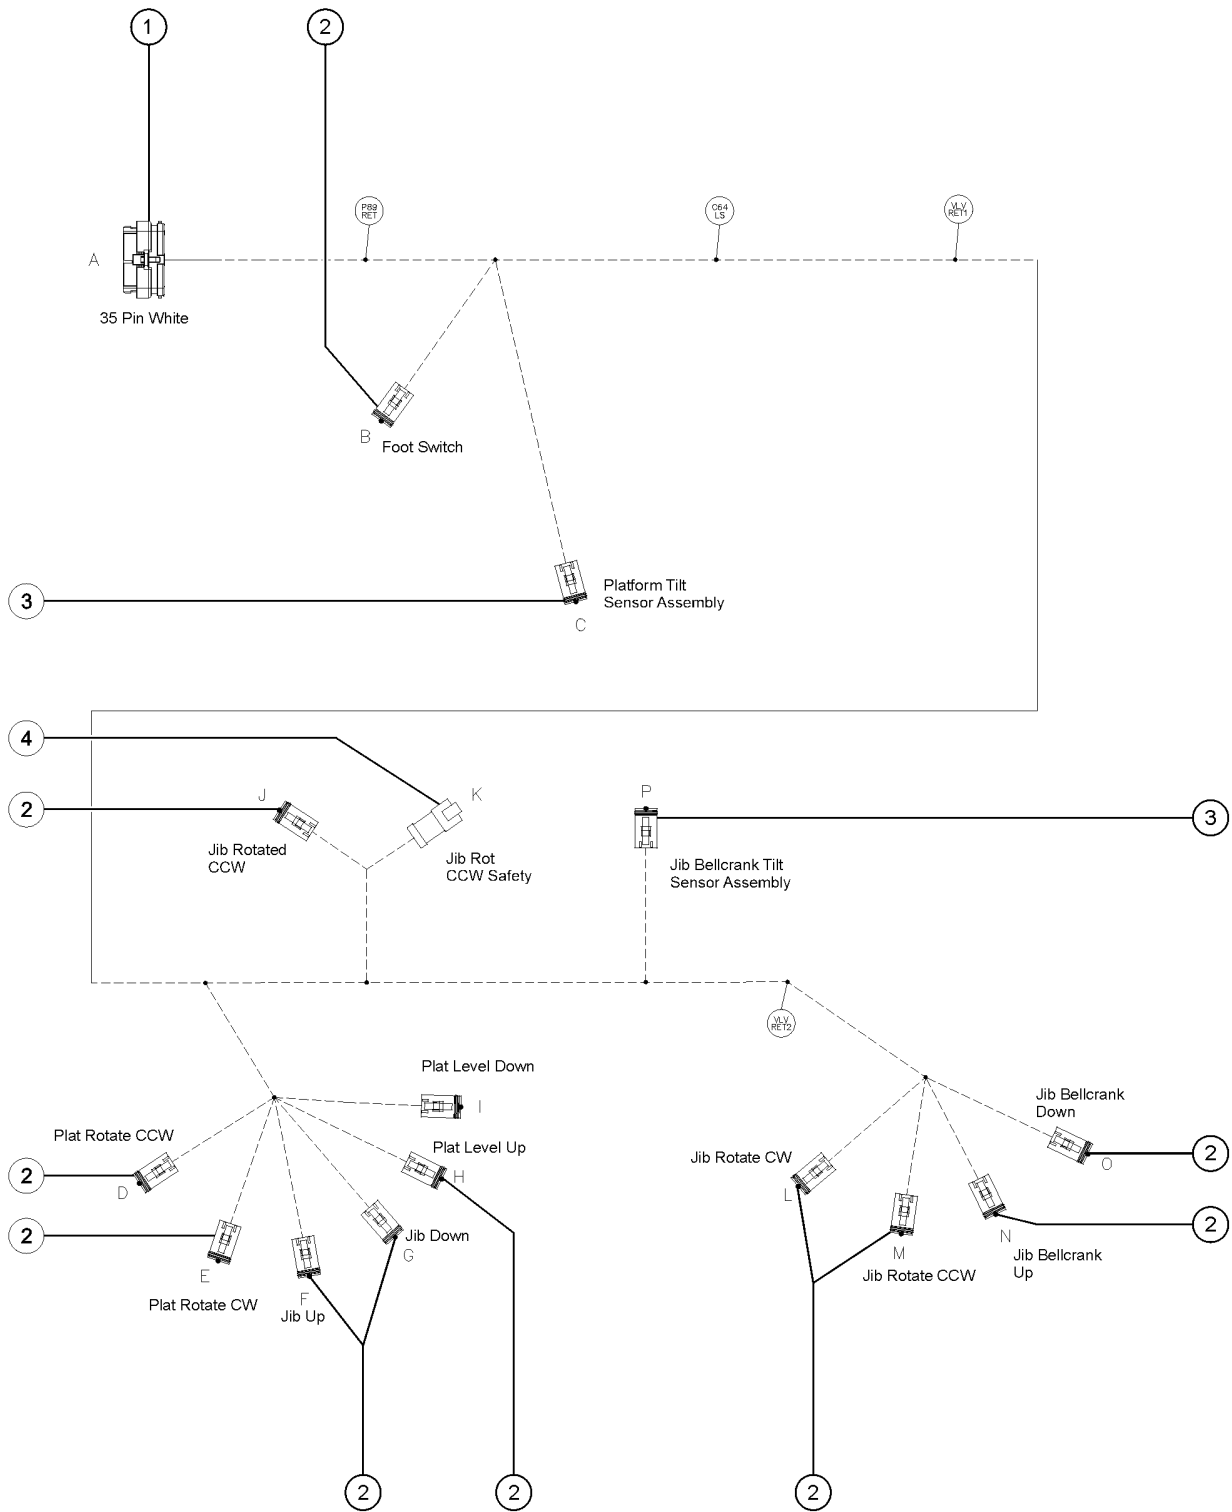 1
2
P89
RET
C64
LS
VLV
RET1
A
35 Pin White
B
Foot Switch
3
Platform Tilt
Sensor Assembly
C
4
2
J
K
P
3
Jib Rotated
CCW
Jib Rot
CCW Safety
Jib Bellcrank Tilt
Sensor Assembly
VLV
RET2
Plat Level Down
I
Plat Rotate CCW
Plat Level Up
H
2
D
2
E
Plat Rotate CW
F
Jib Up
G
Jib Down
Jib Bellcrank
Down
O
2
Jib Rotate CW
L
M
Jib Rotate CCW
N
Jib Bellcrank
Up
2
2
2
2